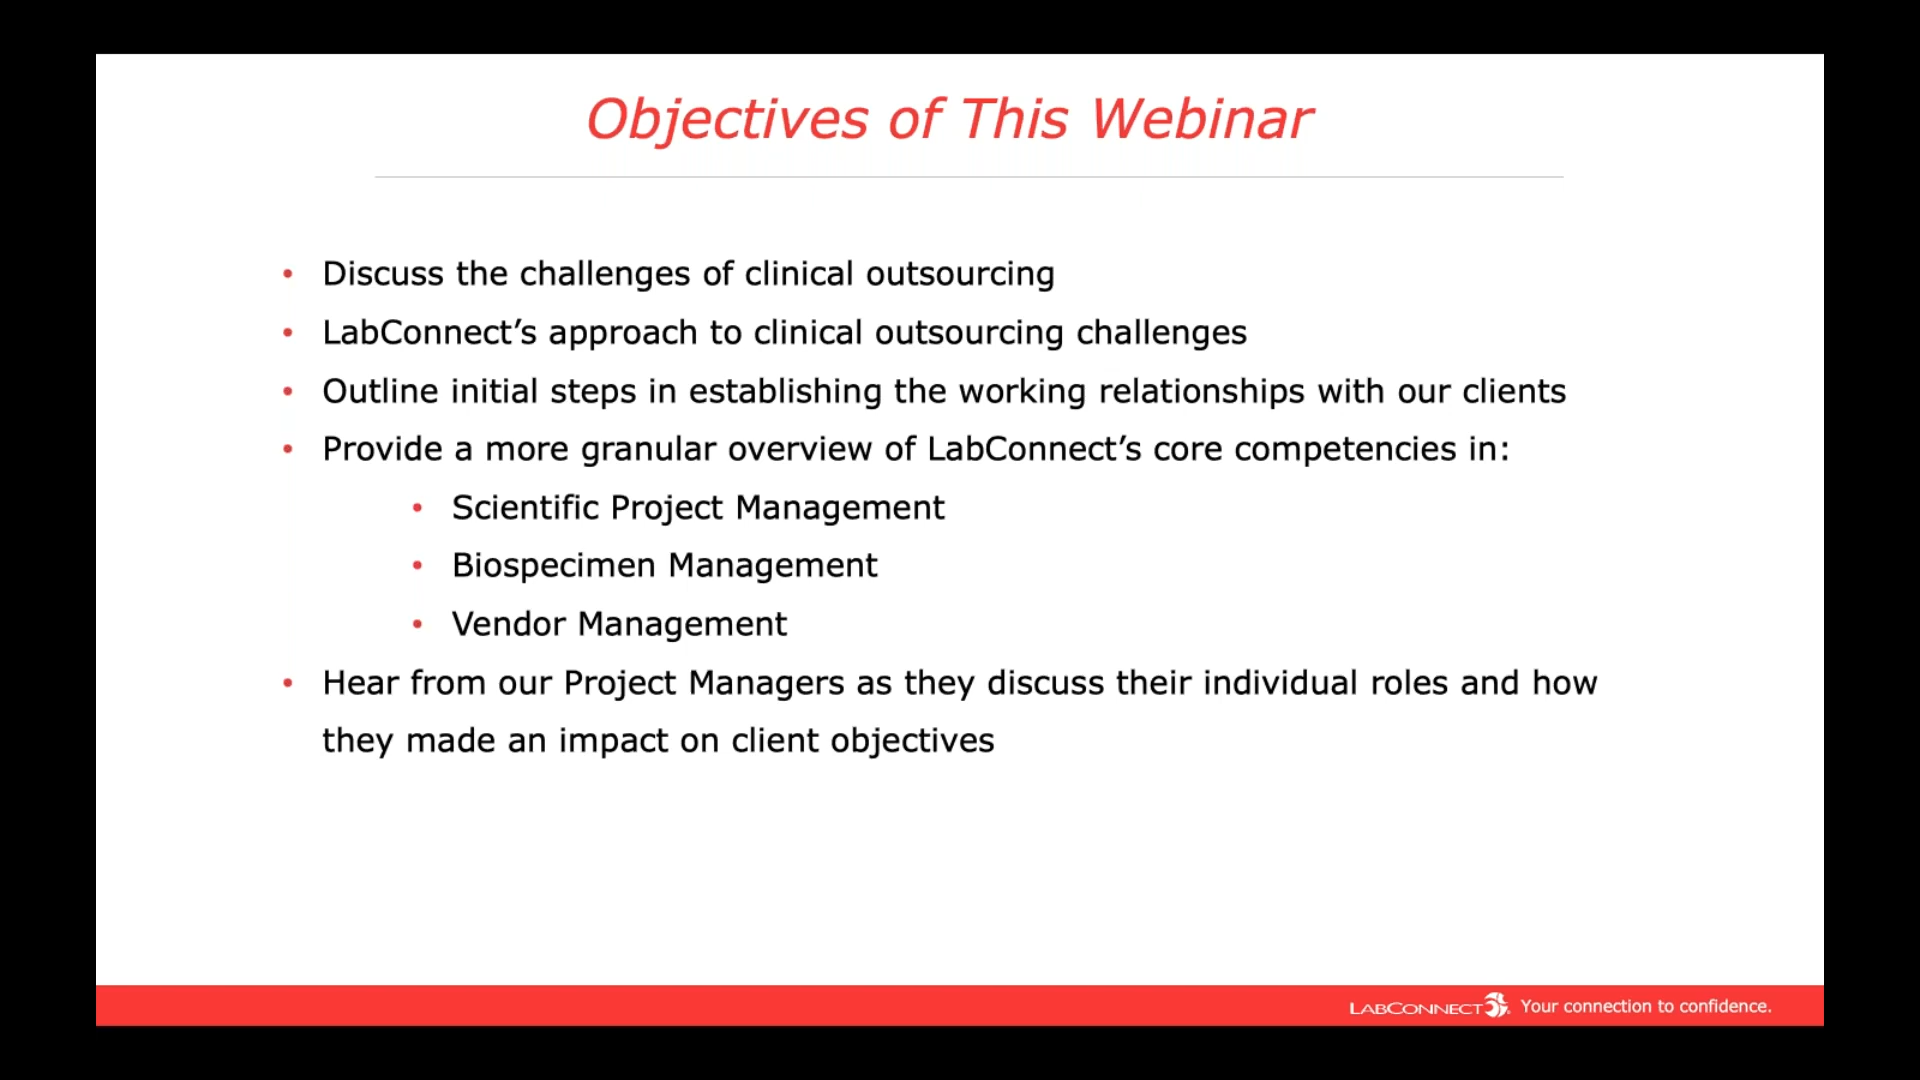 Objectives of This Webinar
• Discuss the challenges of clinical outsourcing
• LabConnect’s approach to clinical outsourcing challenges
• Outline initial steps in establishing the working relationships with our clients
• Provide a more granular overview of LabConnect’s core competencies in:
• Scientific Project Management
• Biospecimen Management
• Vendor Management
• Hear from our Project Managers as they discuss their individual roles and how
they made an impact on client objectives
LABCONNECT Your connection to confidence.